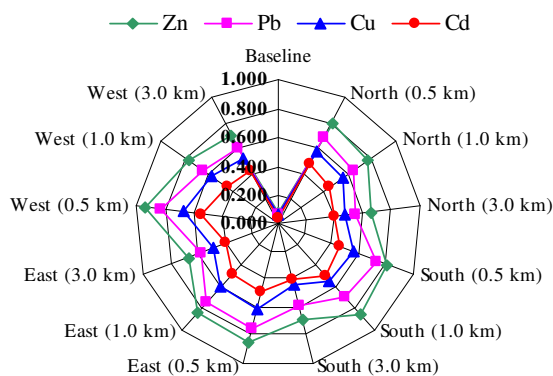 Zn Pb Cu Cd
Baseline
1.000
0.800
0.600
0.400
0.200
0.000
North (0.5 km)
North (1.0 km)
North (3.0 km)
South (0.5 km)
South (1.0 km)
South (3.0 km)
East (0.5 km)
East (1.0 km)
East (3.0 km)
West (0.5 km)
West (1.0 km)
West (3.0 km)